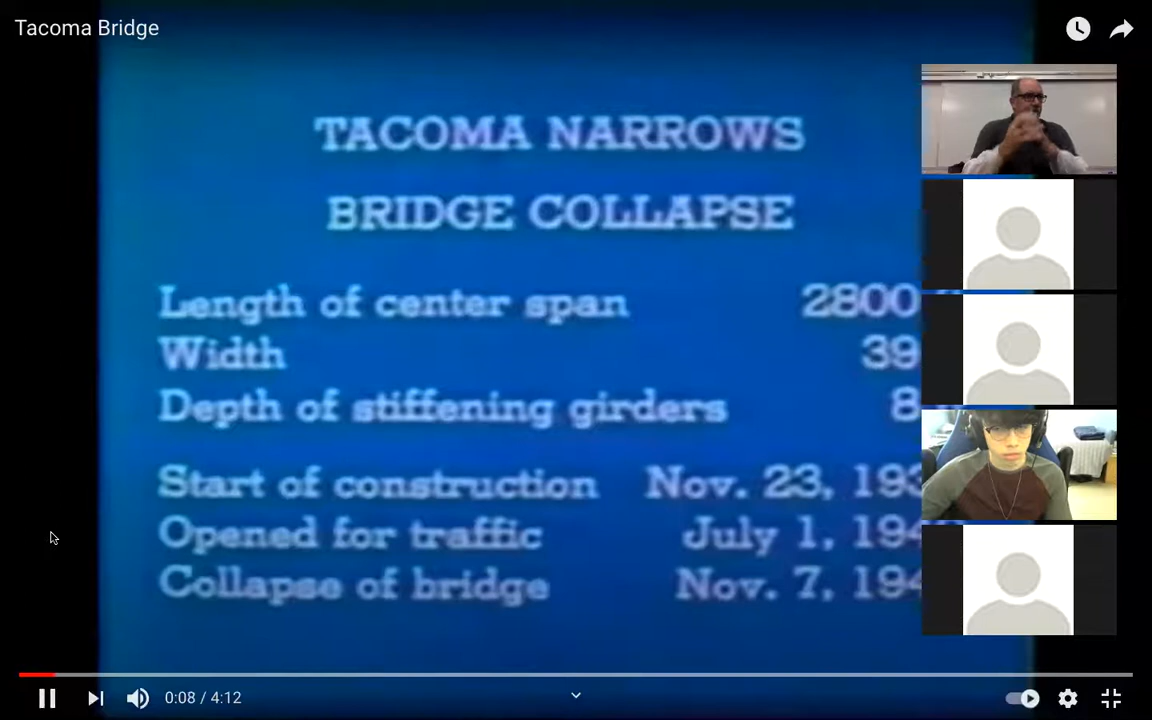 Tacoma Bridge
TACOMA NARROWS
BRIDGE COLLAPSE
Length of center span 2800
Width 39
Depth of stiffening girders 8
Start of construction Nov. 23, 193
Opened for traffic July 1, 194
Collapse of bridge Nov. 7, 194
0:08 / 4:12